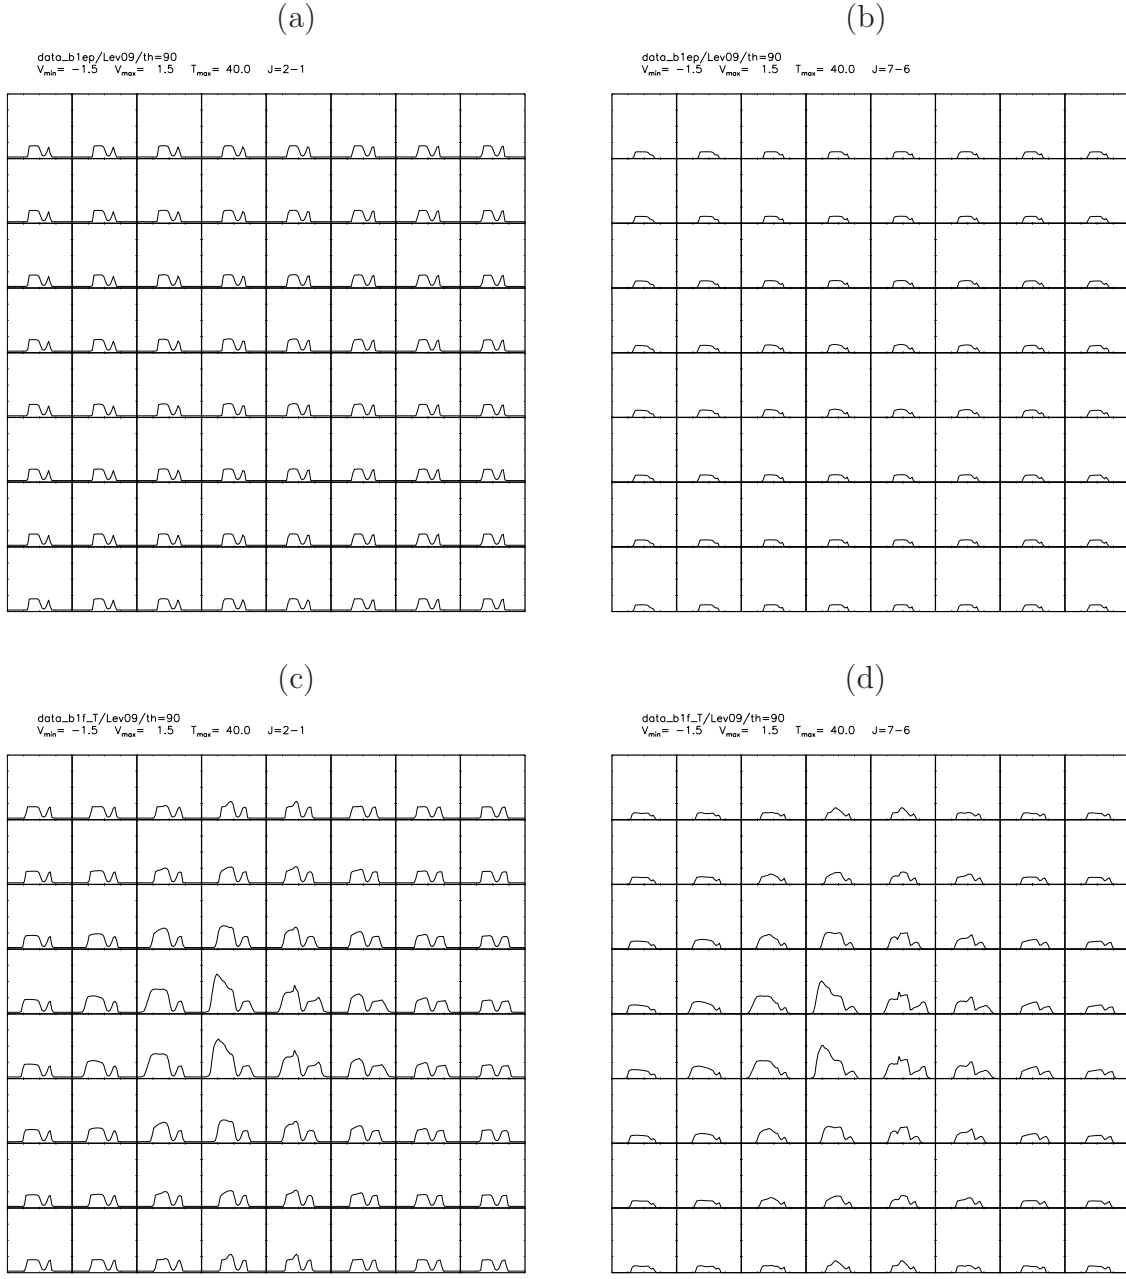 (a)
data_b1ep/Lev09/th=90
Vmin= −1.5 Vmax= 1.5 Tmax= 40.0 J=2−1
(b)
data_b1ep/Lev09/th=90
Vmin= −1.5 Vmax= 1.5 Tmax= 40.0 J=7−6
(c)
data_b1f_T/Lev09/th=90
Vmin= −1.5 Vmax= 1.5 Tmax= 40.0 J=2−1
(d)
data_b1f_T/Lev09/th=90
Vmin= −1.5 Vmax= 1.5 Tmax= 40.0 J=7−6